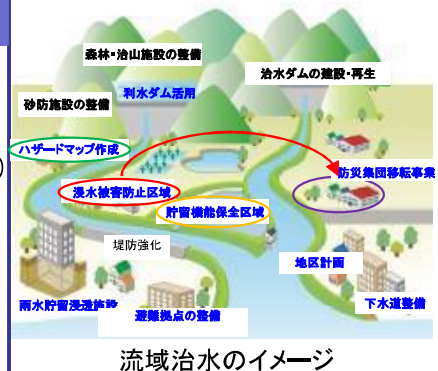 森林・治山施設の整備
治水ダムの建設・再生
利水ダム活用
砂防施設の整備
ハザードマップ作成
)
防災集団移転事業
浸水被害防止区域
貯留機能保全区域
堤防強化
地区計画
雨水貯留浸透施設
下水道整備
避難拠点の整備
流域治水のイメージ